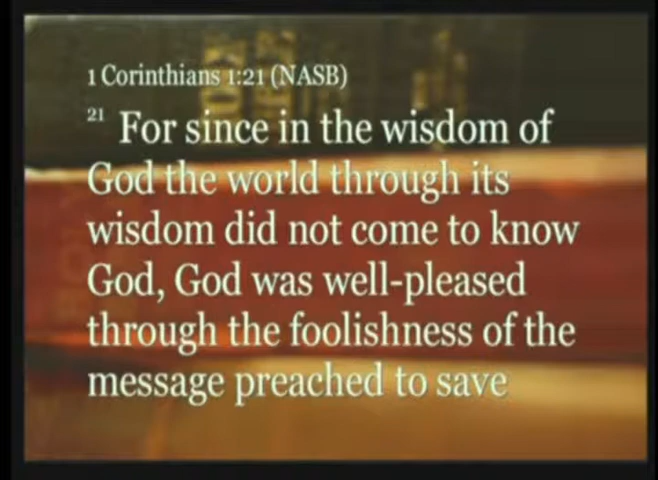 1 Corinthians 1:21 (NASB)
21 For since in the wisdom of
God the world through its
wisdom did not come to know
God, God was well-pleased
through the foolishness of the
message preached to save